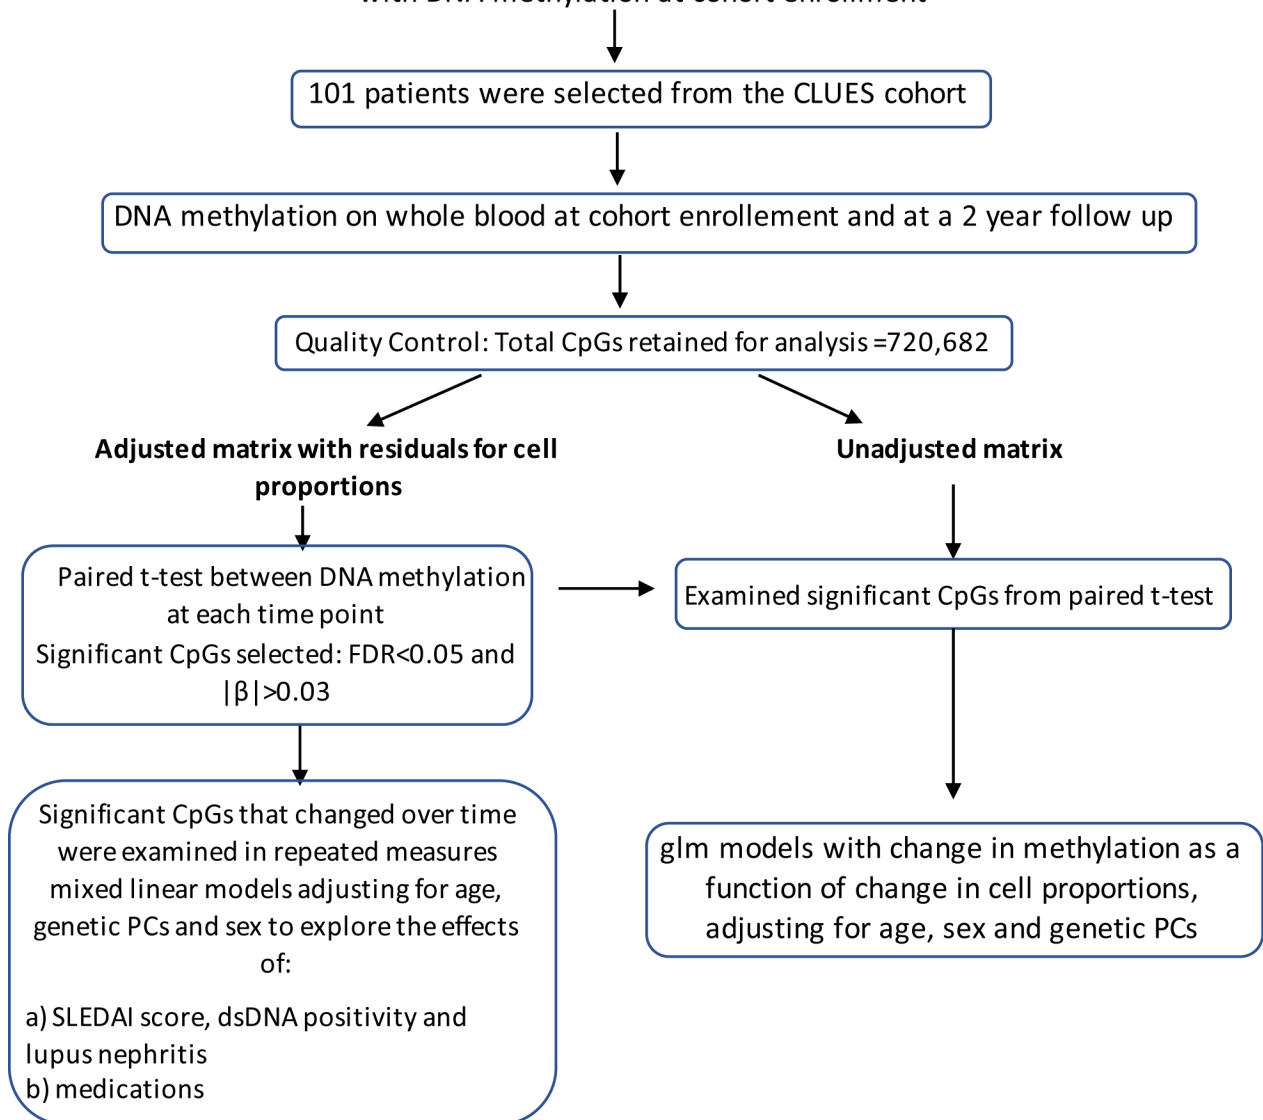 with DNA methylation at cohort enrollment
101 patients were selected from the CLUES cohort
DNA methylation on whole blood at cohort enrollement and at a 2 year follow up
Quality Control: Total CpGs retained for analysis =720,682
Adjusted matrix with residuals for cell
proportions
Unadjusted matrix
Paired t-test between DNA methylation
at each time point
Significant CpGs selected: FDR<0.05 and
|β|>0.03
Examined significant CpGs from paired t-test
Significant CpGs that changed over time
were examined in repeated measures
mixed linear models adjusting for age,
genetic PCs and sex to explore the effects
of:
a) SLEDAI score, dsDNA positivity and
lupus nephritis
b) medications
glm models with change in methylation as a
function of change in cell proportions,
adjusting for age, sex and genetic PCs